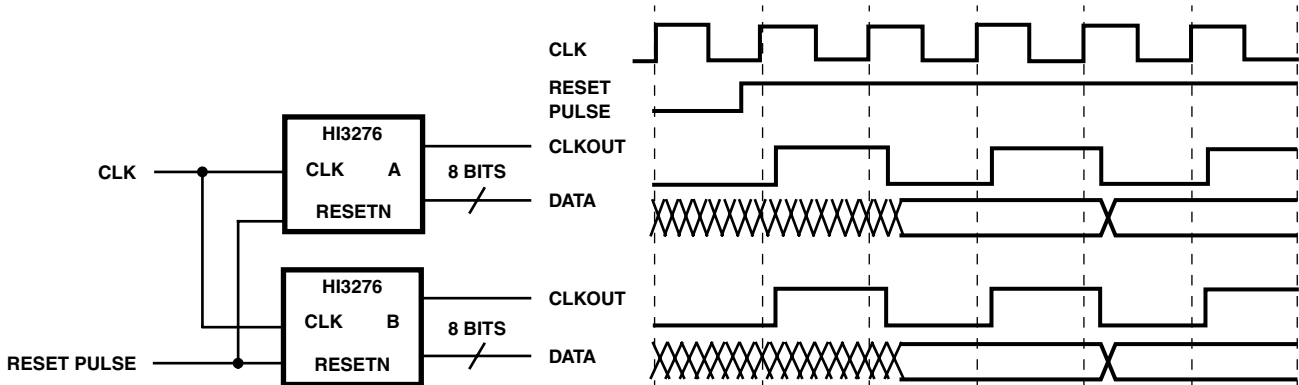 CLK
RESET
PULSE
HI3276
CLKOUT
CLK
CLK A
8 BITS
DATA
RESETN
HI3276
CLKOUT
CLK B
8 BITS
DATA
RESET PULSE
RESETN